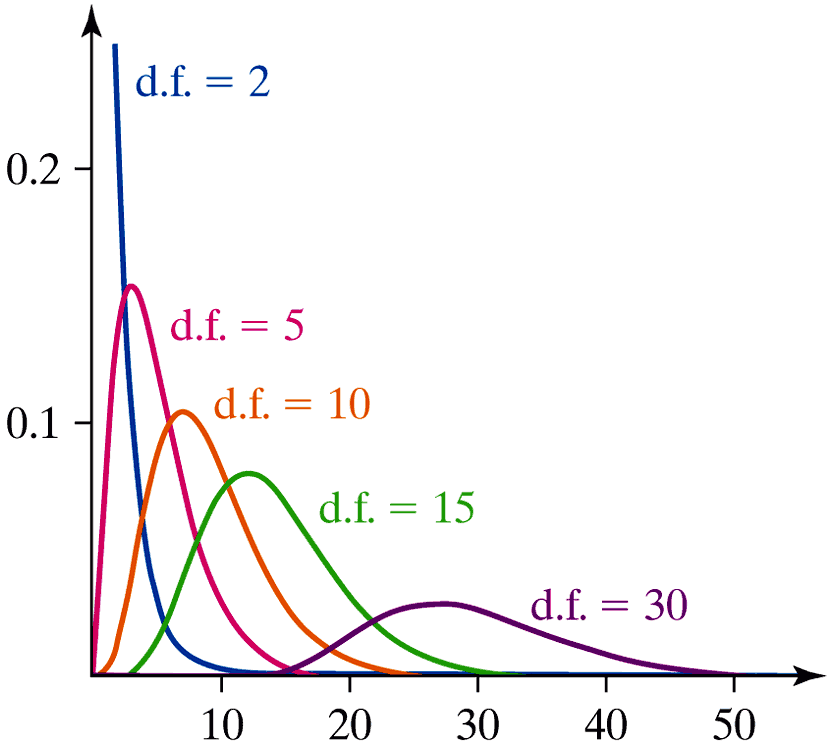 d.f. = 2
0.2
d.f. = 5
d.f. = 10
0.1
d.f. = 15
d.f. = 30
10 20 30 40 50